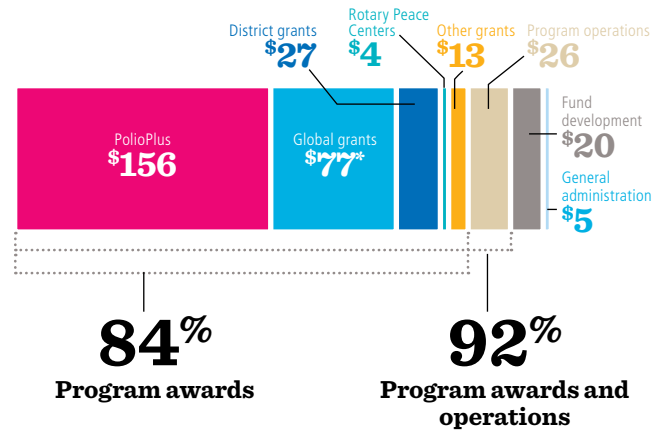 Rotary Peace
Centers
$4
District grants
$27
Other grants
$13
Program operations
$26
PolioPlus
$156
Global grants
$77*
Fund
development
$20
General
administration
$5
84%
Program awards
92%
Program awards and
operations